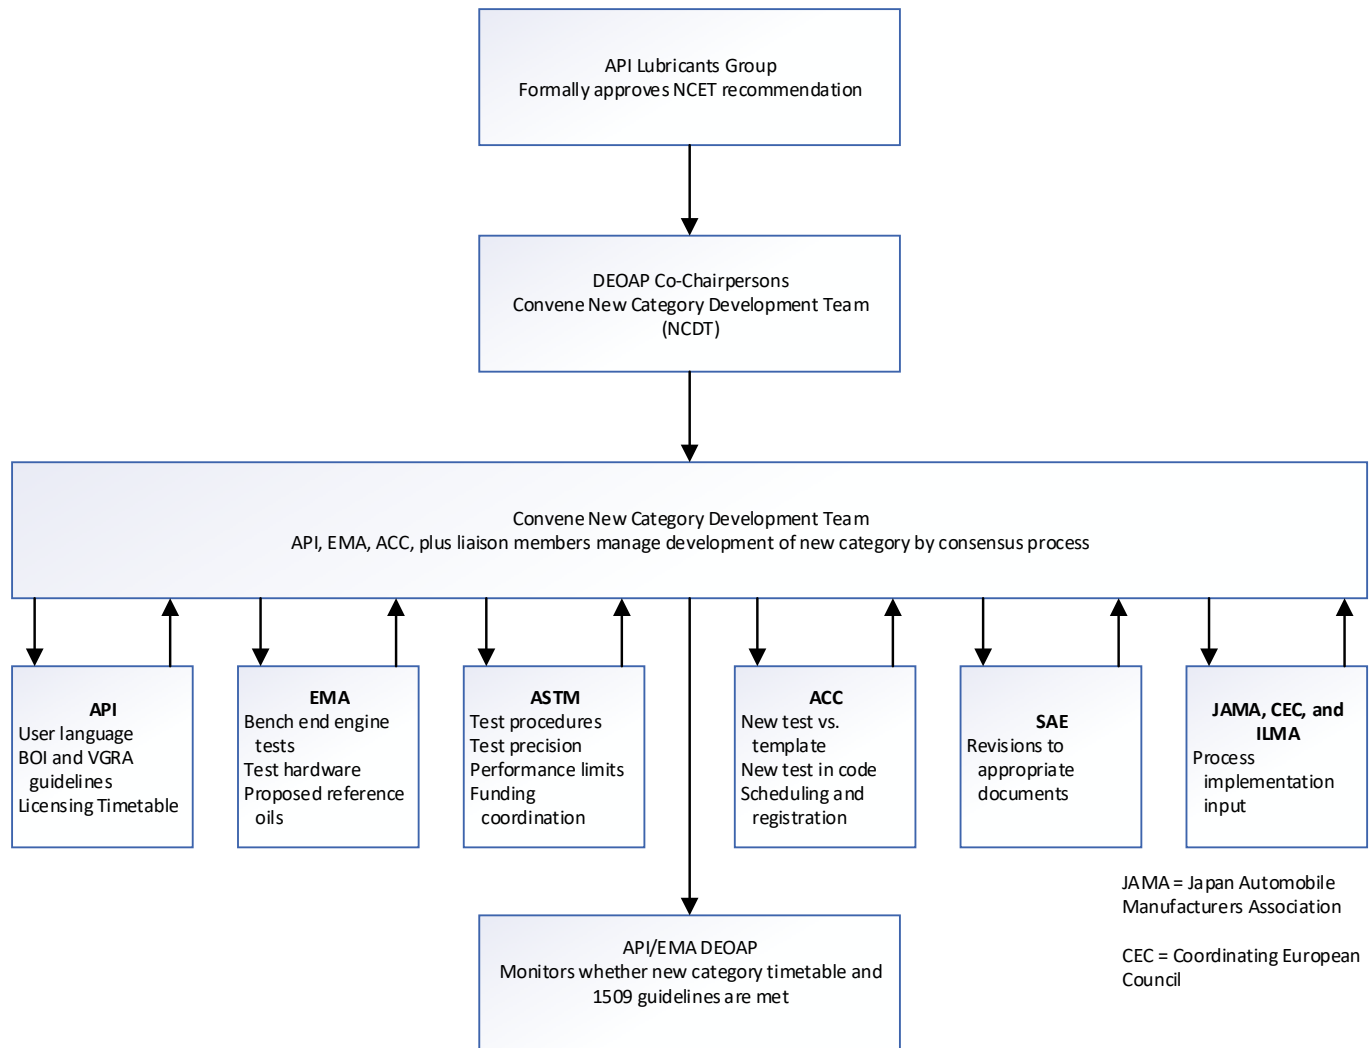 API Lubricants Group
Formally approves NCET recommendation
DEOAP Co-Chairpersons
Convene New Category Development Team
(NCDT)
Convene New Category Development Team
API, EMA, ACC, plus liaison members manage development of new category by consensus process
API
User language
BOI and VGRA
guidelines
Licensing Timetable
EMA
Bench end engine
tests
Test hardware
Proposed reference
oils
ASTM
Test procedures
Test precision
Performance limits
Funding
coordination
ACC
New test vs.
template
New test in code
Scheduling and
registration
SAE
Revisions to
appropriate
documents
JAMA, CEC, and
ILMA
Process
implementation
input
JAMA = Japan Automobile
Manufacturers Association
CEC = Coordinating European
Council
API/EMA DEOAP
Monitors whether new category timetable and
1509 guidelines are met